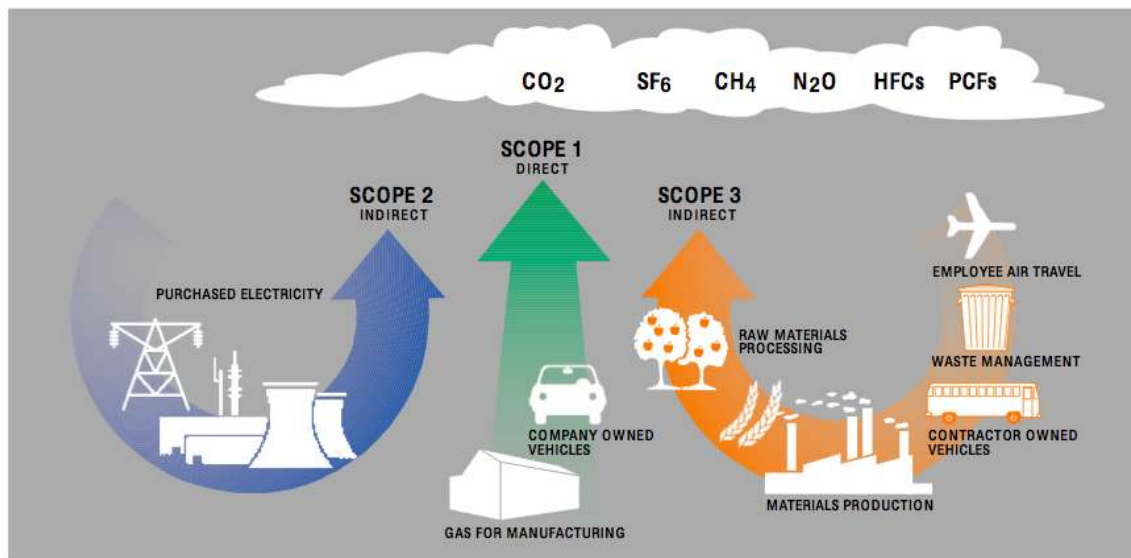 CO2 SF6 CH4 N2O HFCs PCFs
SCOPE 1
DIRECT
SCOPE 2
INDIRECT
SCOPE 3
INDIRECT
PURCHASED ELECTRICITY
COMPANY OWNED
VEHICLES
GAS FOR MANUFACTURING
RAW MATERIALS
PROCESSING
MATERIALS PRODUCTION
EMPLOYEE AIR TRAVEL
WASTE MANAGEMENT
CONTRACTOR OWNED
VEHICLES